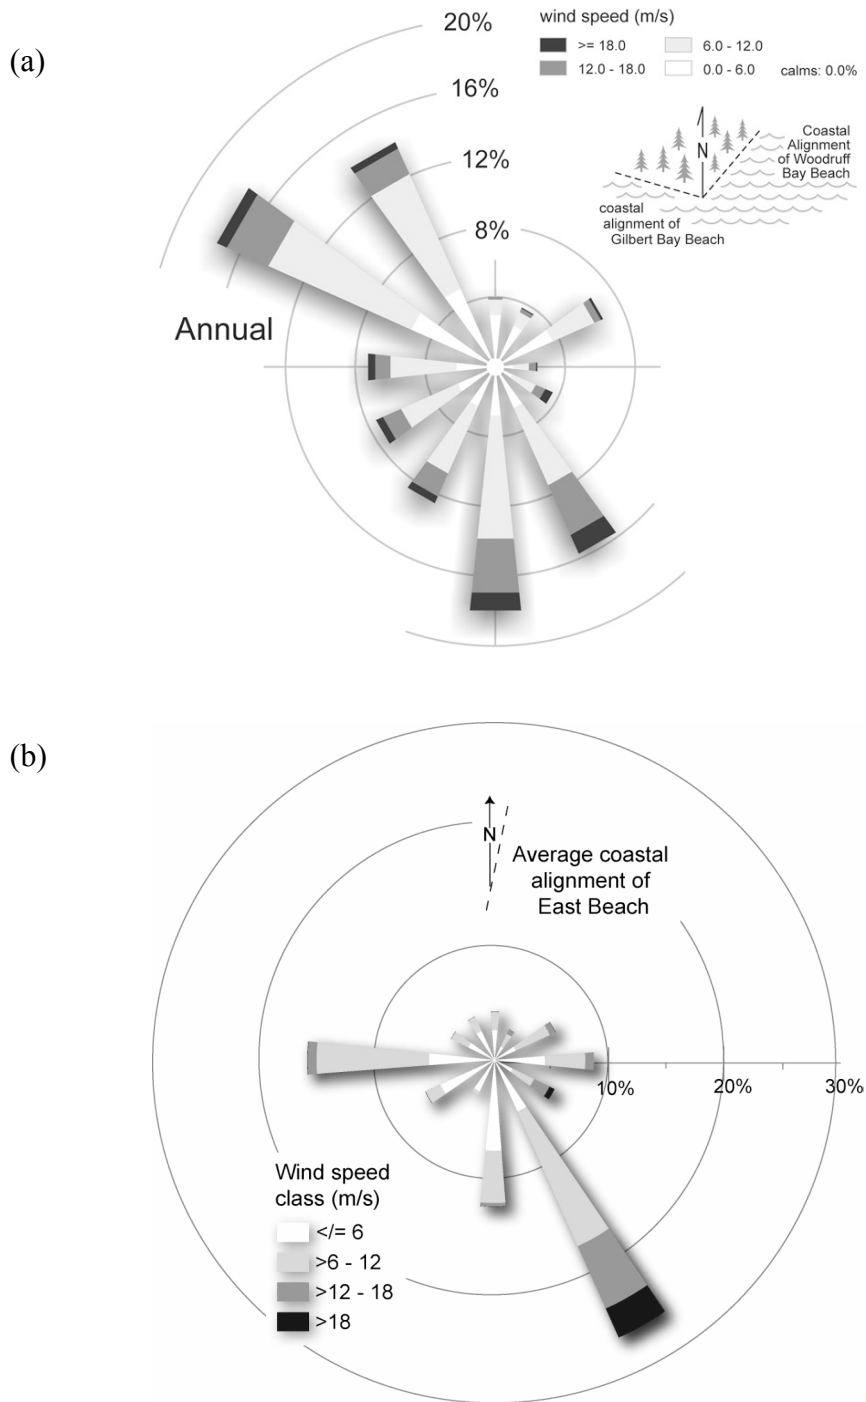 (a)
20%
16%
12%
8%
wind speed (m/s)
>= 18.0
6.0 - 12.0
12.0 - 18.0
0.0 - 6.0
calms: 0.0%
N
Coastal
Alignment
of Woodruff
Bay Beach
coastal
alignment of
Gilbert Bay Beach
Annual
(b)
N
Average coastal
alignment of
East Beach
10%
20%
30%
Wind speed
class (m/s)
</= 6
>6 - 12
>12 - 18
>18